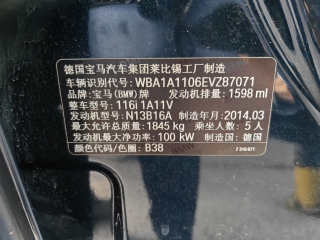 德国宝马汽车集团莱比锡工厂制造
车辆识别代号: WBA1A1106EVZ87071
品牌: 宝马(BMW)牌 发动机排量: 1598 ml
整车型号: 116i 1A11V
发动机型号: N13B16A 制造年月: 2014.03
最大允许总质量: 1845 kg 乘坐人数: 5 人
发动机最大净功率: 100 kW 制造国: 德国
颜色代码/色圈: B38
7 310 671